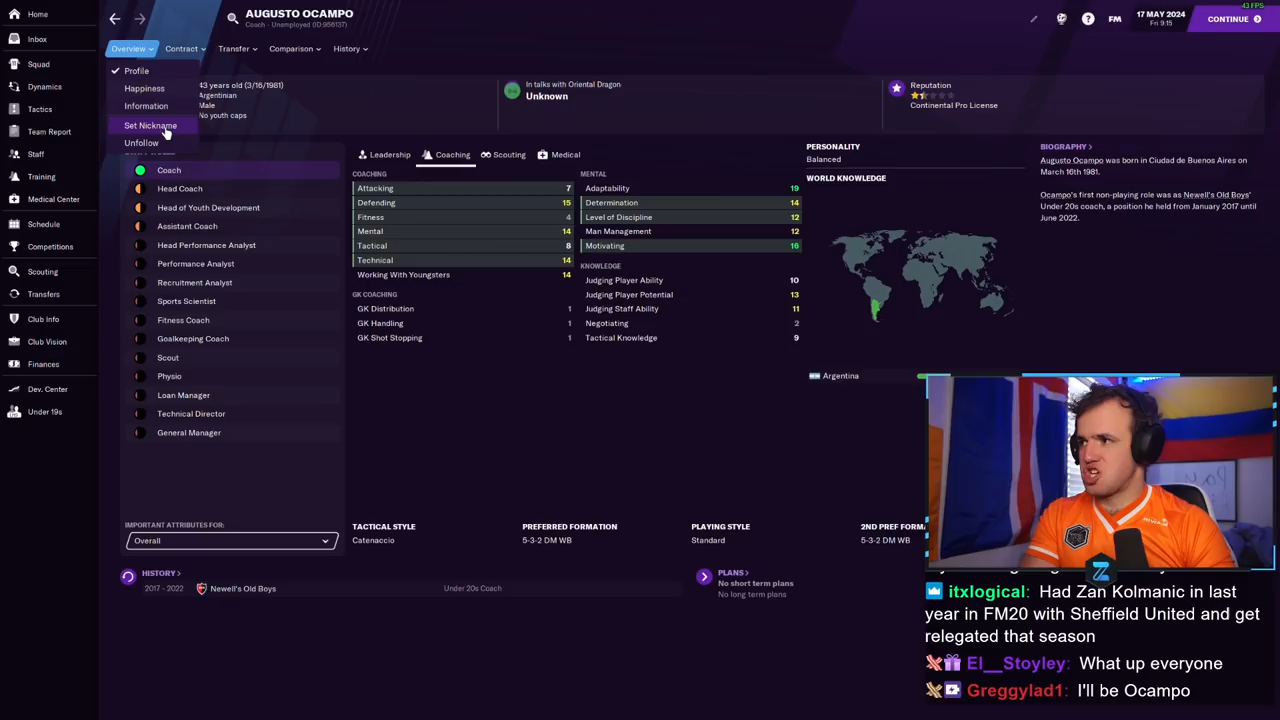 43 FPS
Home
AUGUSTO OCAMPO
Coach - Unemployed (ID:956137)
FM
17 MAY 2024
Fri 9:15
CONTINUE
Inbox
Squad
Dynamics
Tactics
Team Report
Staff
Training
Medical Center
Schedule
Competitions
Scouting
Transfers
Club Info
Club Vision
Finances
Dev. Center
Under 19s
Overview
Contract
Transfer
Comparison
History
Profile
Happiness
Information
Set Nickname
Unfollow
43 years old (3/16/1981)
Argentinian
Male
No youth caps
In talks with Oriental Dragon
Unknown
Reputation
Continental Pro License
Coach
Head Coach
Head of Youth Development
Assistant Coach
Head Performance Analyst
Performance Analyst
Recruitment Analyst
Sports Scientist
Fitness Coach
Goalkeeping Coach
Scout
Physio
Loan Manager
Technical Director
General Manager
IMPORTANT ATTRIBUTES FOR:
Overall
Leadership
Coaching
Scouting
Medical
COACHING
Attacking 7
Defending 15
Fitness 4
Mental 14
Tactical 8
Technical 14
Working With Youngsters 14
GK COACHING
GK Distribution 1
GK Handling 1
GK Shot Stopping 1
MENTAL
Adaptability 19
Determination 14
Level of Discipline 12
Man Management 12
Motivating 16
KNOWLEDGE
Judging Player Ability 10
Judging Player Potential 13
Judging Staff Ability 11
Negotiating 2
Tactical Knowledge 9
PERSONALITY
Balanced
WORLD KNOWLEDGE
Argentina
BIOGRAPHY >
Augusto Ocampo was born in Ciudad de Buenos Aires on
March 16th 1981.
Ocampo's first non-playing role was as Newell's Old Boys'
Under 20s coach, a position he held from January 2017 until
June 2022.
TACTICAL STYLE
Catenaccio
PREFERRED FORMATION
5-3-2 DM WB
PLAYING STYLE
Standard
2ND PREF FORMA
5-3-2 DM WB
HISTORY >
2017 - 2022 Newell's Old Boys Under 20s Coach
PLANS >
No short term plans
No long term plans
itxlogical: Had Zan Kolmanic in last
year in FM20 with Sheffield United and get
relegated that season
El__Stoyley: What up everyone
Greggylad1: I'll be Ocampo